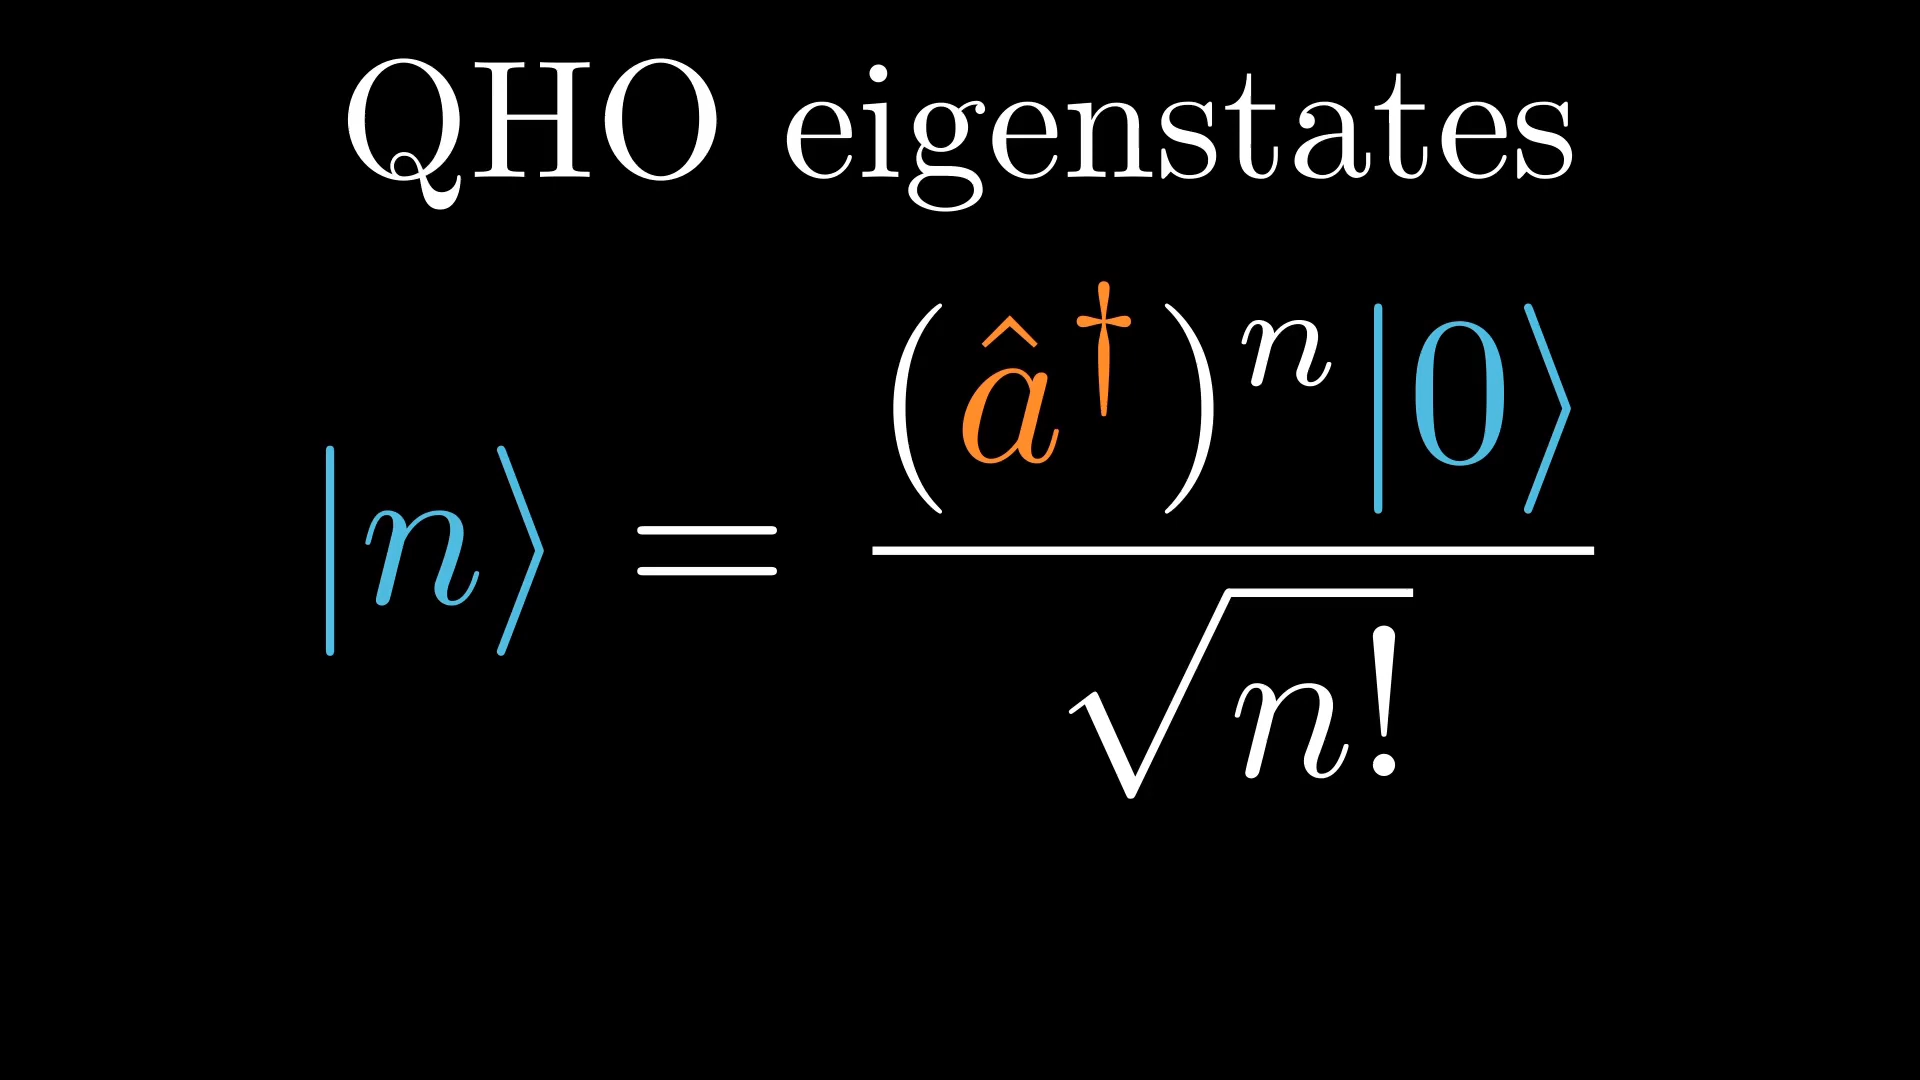 QHO eigenstates
|n⟩ = (â†)ⁿ|0⟩ / √n!